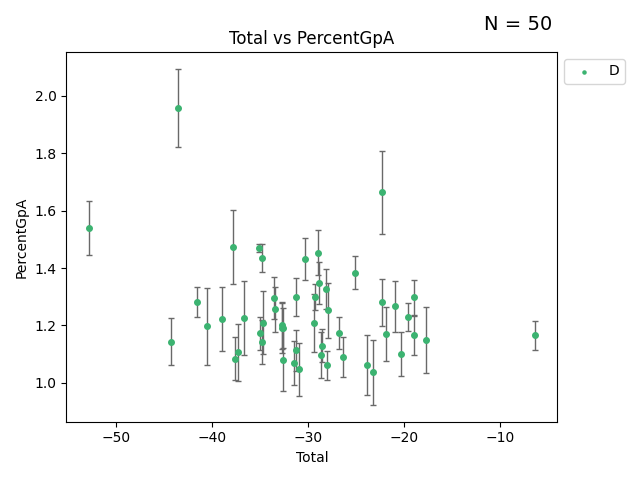 N = 50
Total vs PercentGpA
D
PercentGpA
2.0
1.8
1.6
1.4
1.2
1.0
−50 −40 −30 −20 −10
Total